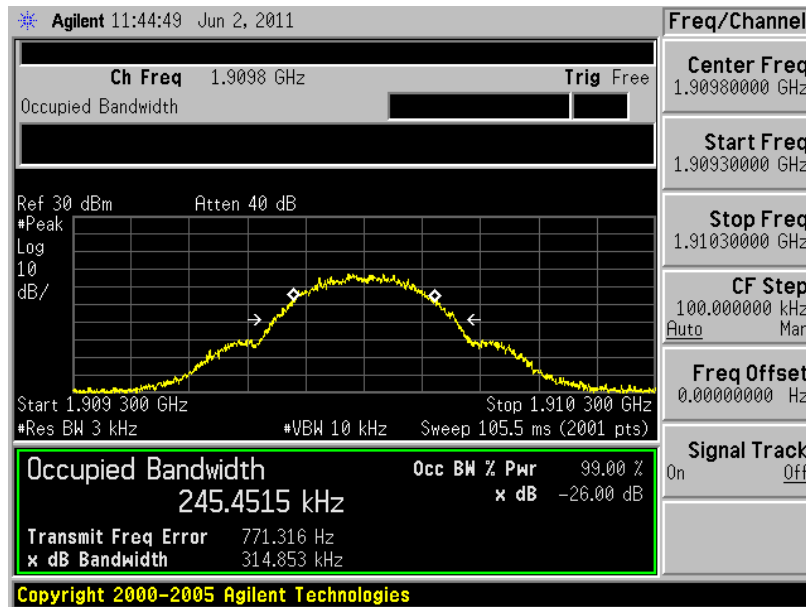 Agilent 11:44:49 Jun 2, 2011
Freq/Channel
Ch Freq 1.9098 GHz Trig Free
Occupied Bandwidth
Center Freq
1.90980000 GHz
Start Freq
1.90930000 GHz
Stop Freq
1.91030000 GHz
CF Step
100.000000 kHz
Auto Man
Freq Offset
0.00000000 Hz
Signal Track
On Off
Ref 30 dBm Atten 40 dB
#Peak
Log
10
dB/
Start 1.909 300 GHz Stop 1.910 300 GHz
#Res BW 3 kHz #VBW 10 kHz Sweep 105.5 ms (2001 pts)
Occupied Bandwidth Occ BW % Pwr 99.00 %
245.4515 kHz x dB -26.00 dB
Transmit Freq Error 771.316 Hz
x dB Bandwidth 314.853 kHz
Copyright 2000-2005 Agilent Technologies